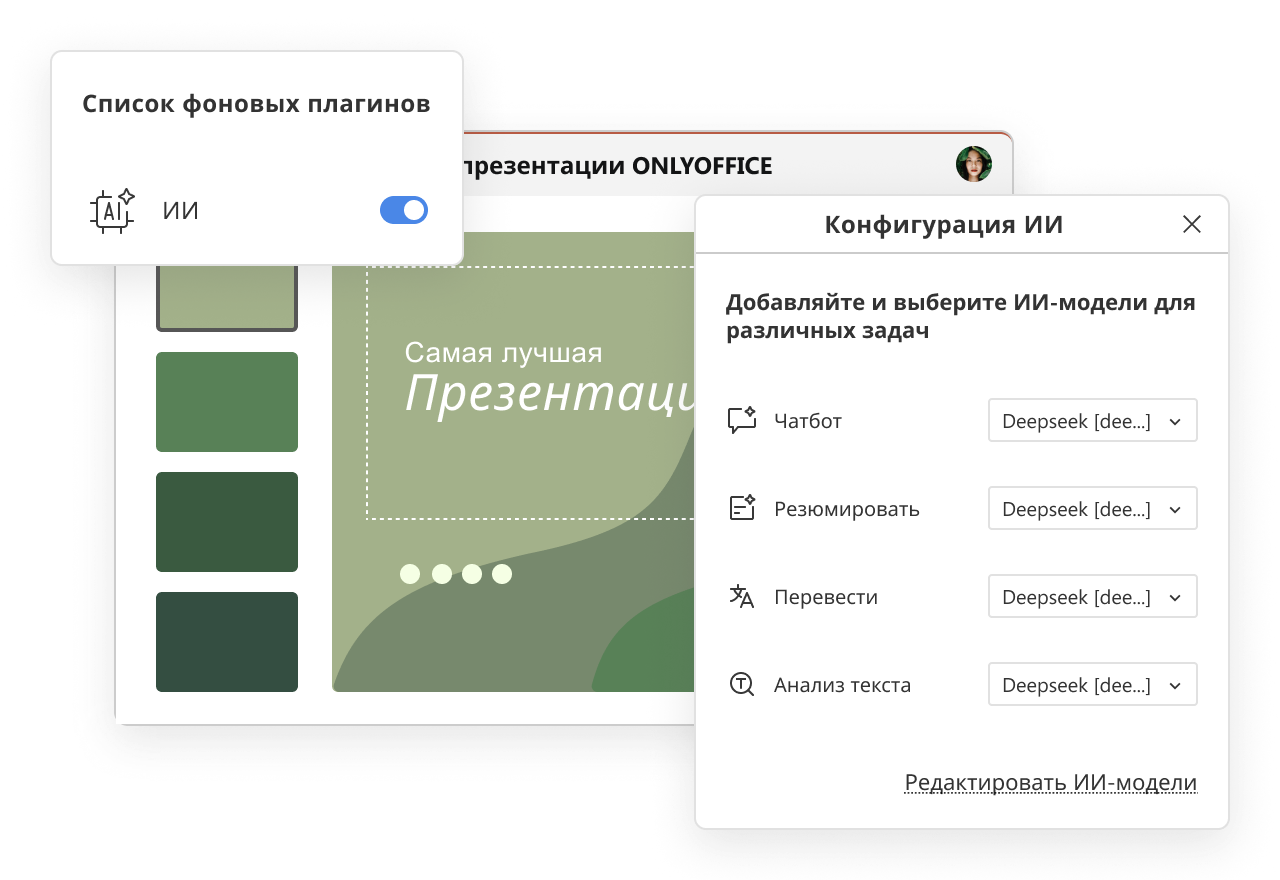 Список фоновых плагинов
AI
ИИ
презентации ONLYOFFICE
Самая лучшая
Конфигурация ИИ
Добавляйте и выберите ИИ-модели для
различных задач
Чатбот
Deepseek [dee...]
Резюмировать
Deepseek [dee...]
Перевести
Deepseek [dee...]
Анализ текста
Deepseek [dee...]
Редактировать ИИ-модели